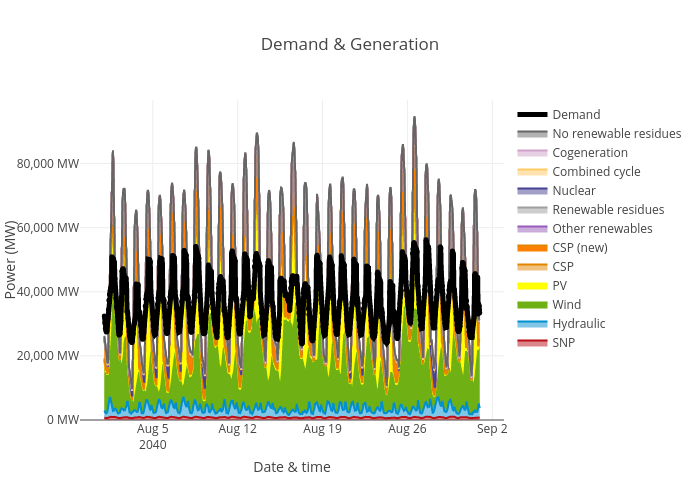 Demand & Generation
Power (MW)
80,000 MW
60,000 MW
40,000 MW
20,000 MW
0 MW
Aug 5
2040
Aug 12
Aug 19
Aug 26
Sep 2
Date & time
Demand
No renewable residues
Cogeneration
Combined cycle
Nuclear
Renewable residues
Other renewables
CSP (new)
CSP
PV
Wind
Hydraulic
SNP